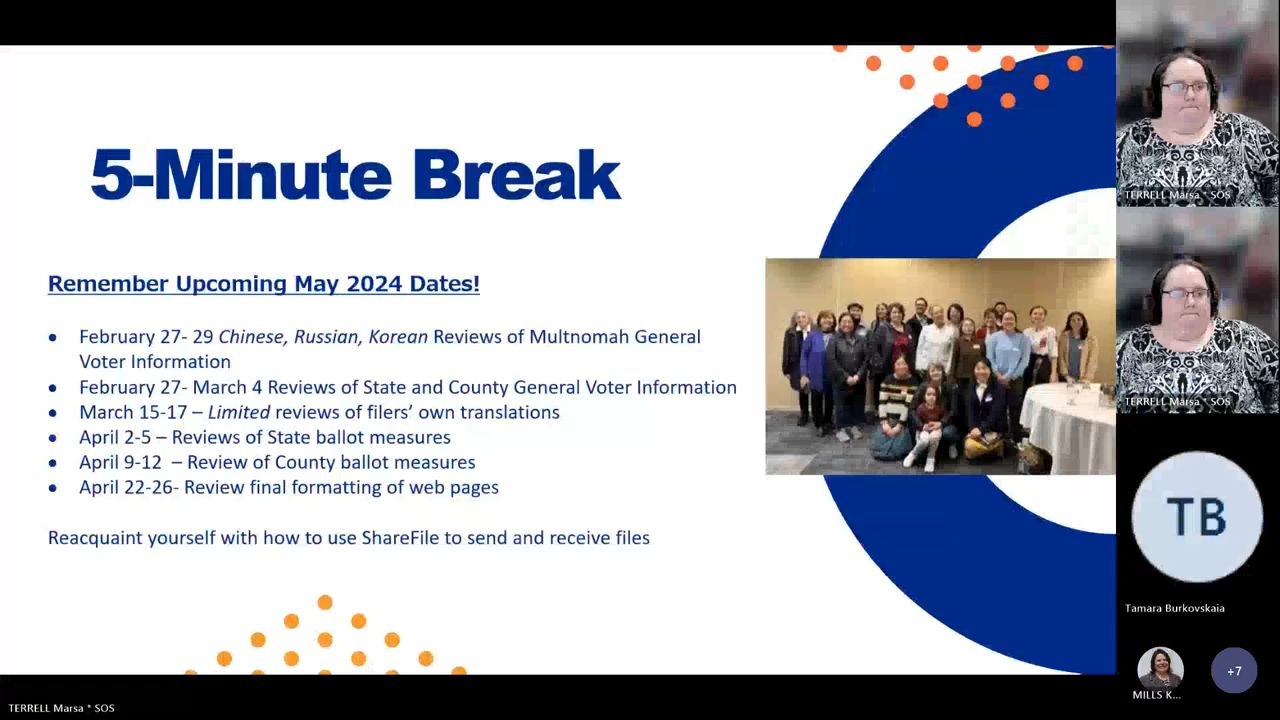 5-Minute Break
Remember Upcoming May 2024 Dates!
• February 27- 29 Chinese, Russian, Korean Reviews of Multnomah General
Voter Information
• February 27- March 4 Reviews of State and County General Voter Information
• March 15-17 – Limited reviews of filers’ own translations
• April 2-5 – Reviews of State ballot measures
• April 9-12 – Review of County ballot measures
• April 22-26- Review final formatting of web pages
Reacquaint yourself with how to use ShareFile to send and receive files
TERRELL Marsa * SOS
TERRELL Marsa * SOS
TB
Tamara Burkovskaia
MILLS K...
+7
TERRELL Marsa * SOS